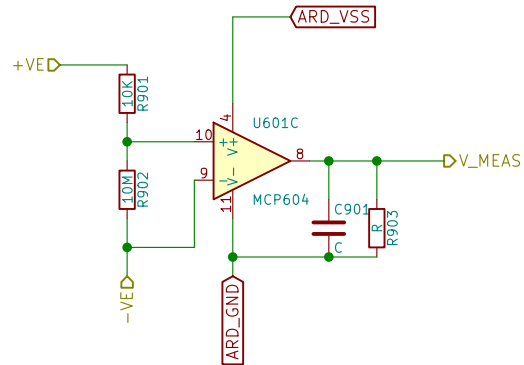 ARD_VSS
+VE
10K
R901
4
U601C
10
+
V+
8
V_MEAS
9
-
V-
11
MCP604
10M
R902
C901
C
R
R903
-VE
ARD_GND